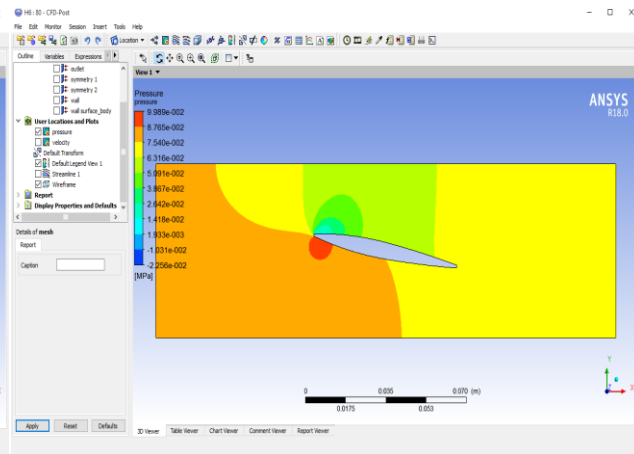 H6 : 80 - CFD-Post
File Edit Monitor Session Insert Tools Help
Location
Outline Variables Expressions
outlet
symmetry 1
symmetry 2
wall
wall surface_body
User Locations and Plots
pressure
velocity
Default Transform
Default Legend View 1
Streamline 1
Wireframe
Report
Display Properties and Defaults
Details of mesh
Report
Caption
Apply Reset Defaults
View 1
Pressure
pressure
9.989e-002
8.765e-002
7.540e-002
6.316e-002
5.091e-002
3.867e-002
2.642e-002
1.418e-002
1.933e-003
-1.031e-002
-2.256e-002
[MPa]
ANSYS
R18.0
0 0.035 0.070 (m)
0.0175 0.053
Y
X
3D Viewer Table Viewer Chart Viewer Comment Viewer Report Viewer